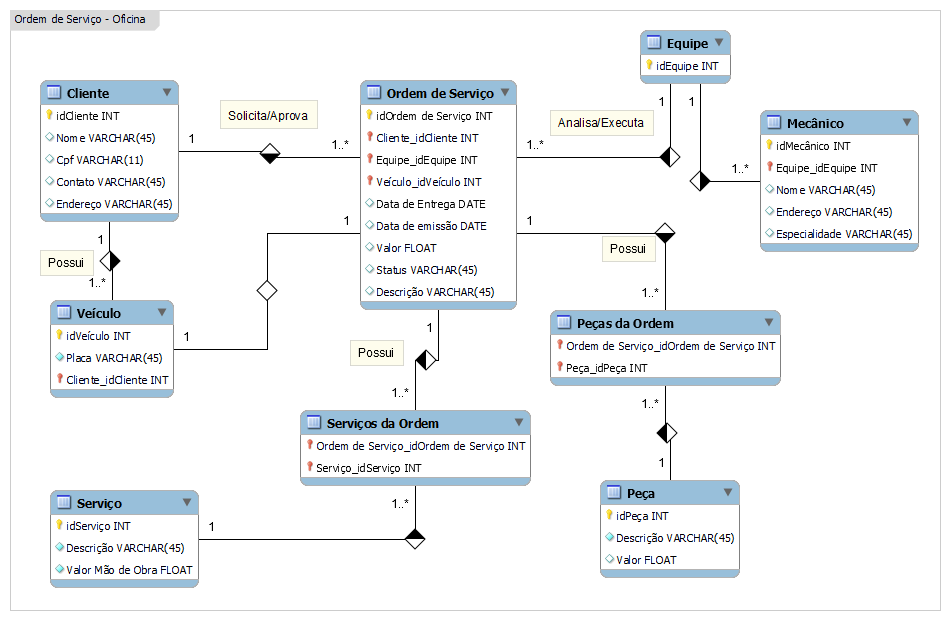 Ordem de Serviço - Oficina
Equipe
idEquipe INT
Cliente
idCliente INT
Nome VARCHAR(45)
Cpf VARCHAR(11)
Contato VARCHAR(45)
Endereço VARCHAR(45)
Solicita/Aprova
1
1..*
Ordem de Serviço
idOrdem de Serviço INT
Cliente_idCliente INT
Equipe_idEquipe INT
Veículo_idVeículo INT
Data de Entrega DATE
Data de emissão DATE
Valor FLOAT
Status VARCHAR(45)
Descrição VARCHAR(45)
Analisa/Executa
1..*
1
1
1..*
Mecânico
idMecânico INT
Equipe_idEquipe INT
Nome VARCHAR(45)
Endereço VARCHAR(45)
Especialidade VARCHAR(45)
1
Possui
1..*
Veículo
idVeículo INT
Placa VARCHAR(45)
Cliente_idCliente INT
1
1
1
Possui
1..*
Peças da Ordem
Ordem de Serviço_idOrdem de Serviço INT
Peça_idPeça INT
1
Possui
1..*
Serviços da Ordem
Ordem de Serviço_idOrdem de Serviço INT
Serviço_idServiço INT
1..*
1
Serviço
idServiço INT
Descrição VARCHAR(45)
Valor Mão de Obra FLOAT
1..*
1
Peça
idPeça INT
Descrição VARCHAR(45)
Valor FLOAT